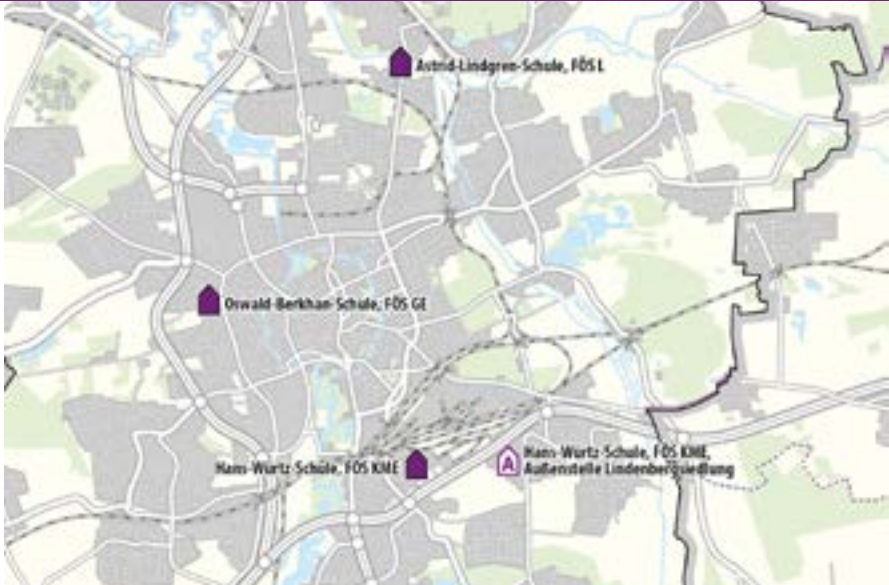 Astrid-Lindgren-Schule, FÖS L
Oswald-Berkhan-Schule, FÖS GE
Hans-Würtz-Schule, FÖS KME
A
Hans-Würtz-Schule, FÖS KME,
Außenstelle Lindenbergsiedlung